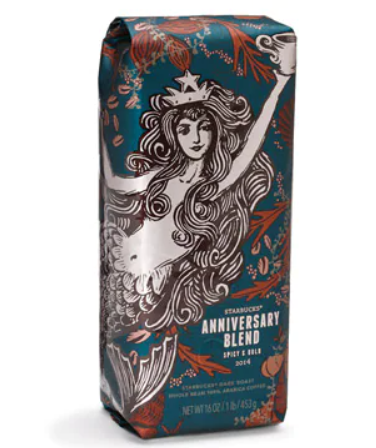 STARBUCKS®
ANNIVERSARY
BLEND
SPICY & BOLD
2014
STARBUCKS® DARK ROAST
WHOLE BEAN 100% ARABICA COFFEE
NET WT 16 OZ / 1 lb / 453 g